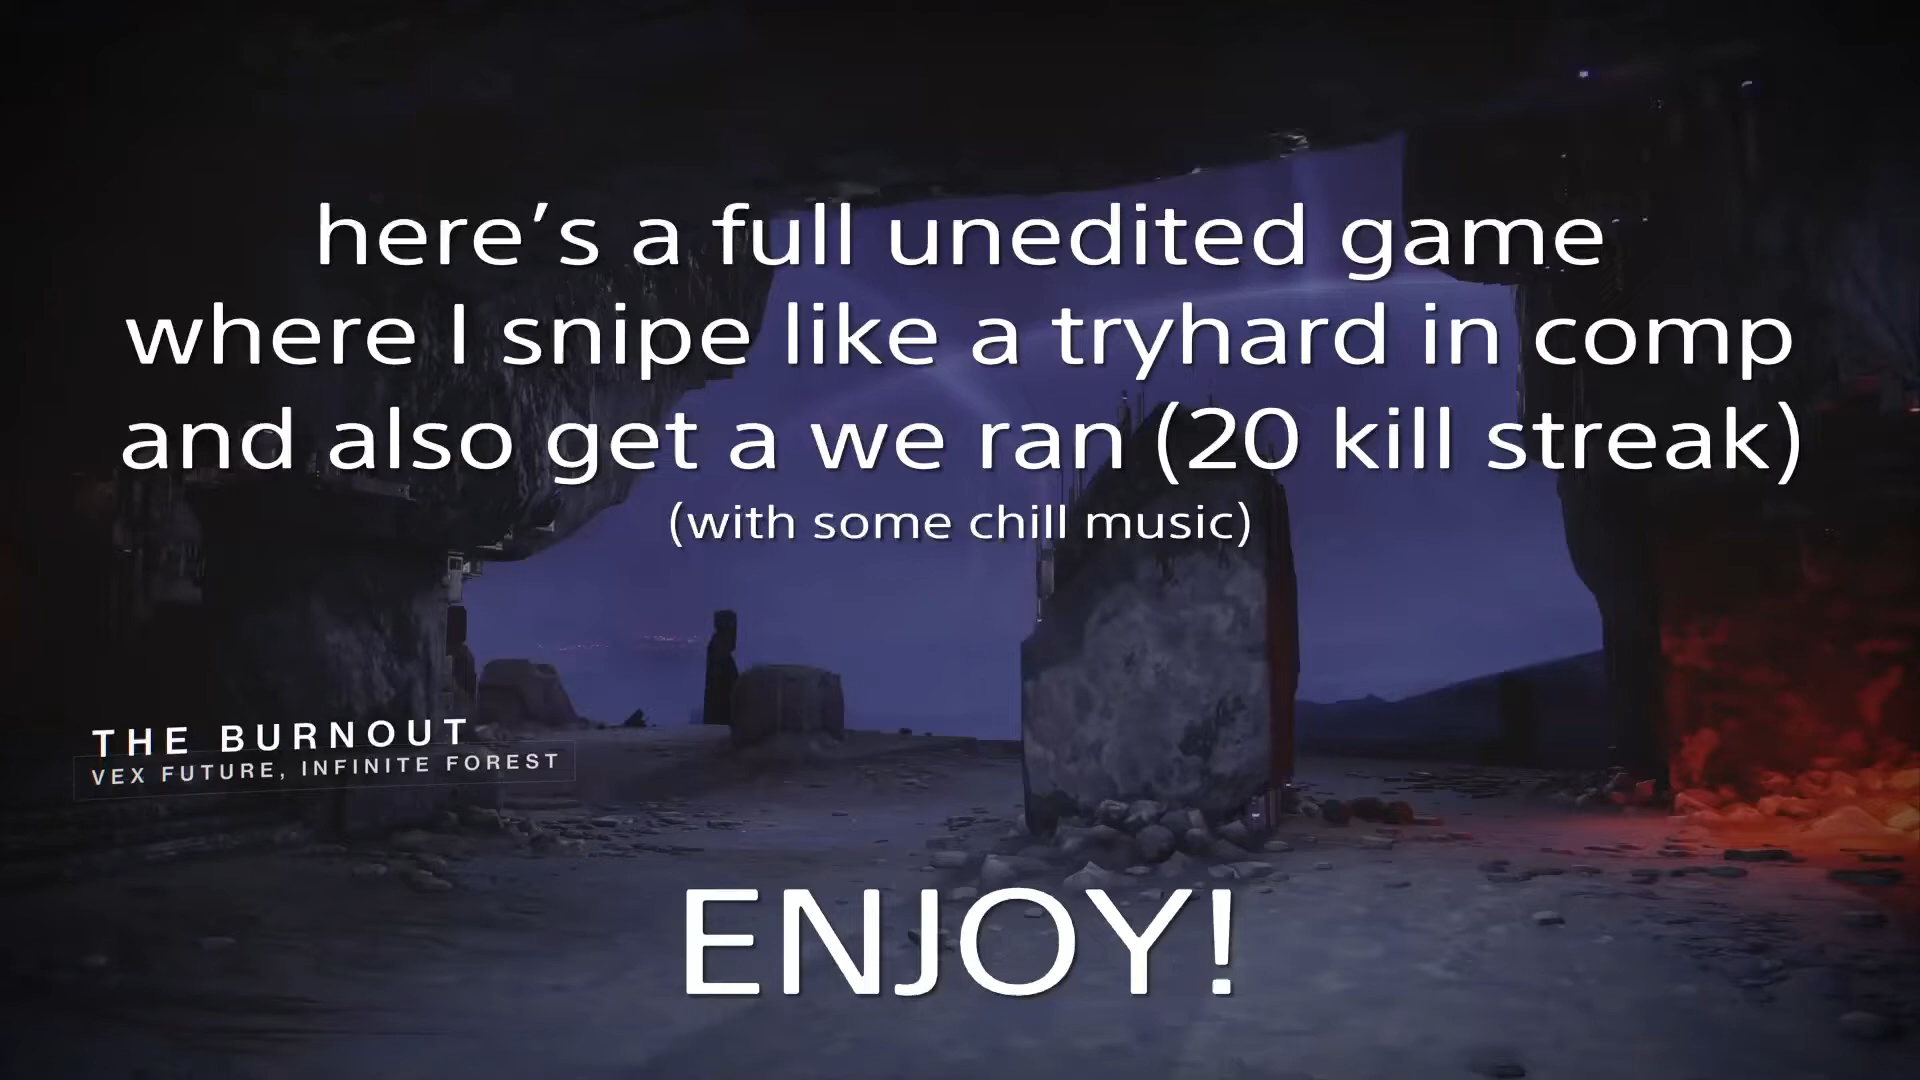 here’s a full unedited game
where I snipe like a tryhard in comp
and also get a we ran (20 kill streak)
(with some chill music)
THE BURNOUT
VEX FUTURE, INFINITE FOREST
ENJOY!